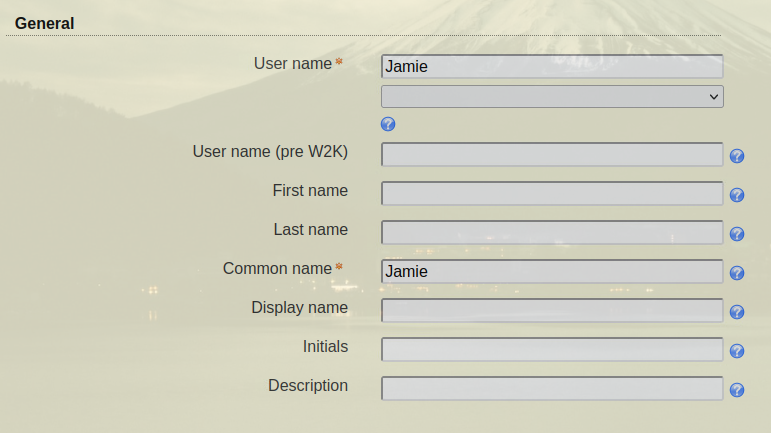 General
User name * Jamie
User name (pre W2K)
First name
Last name
Common name * Jamie
Display name
Initials
Description